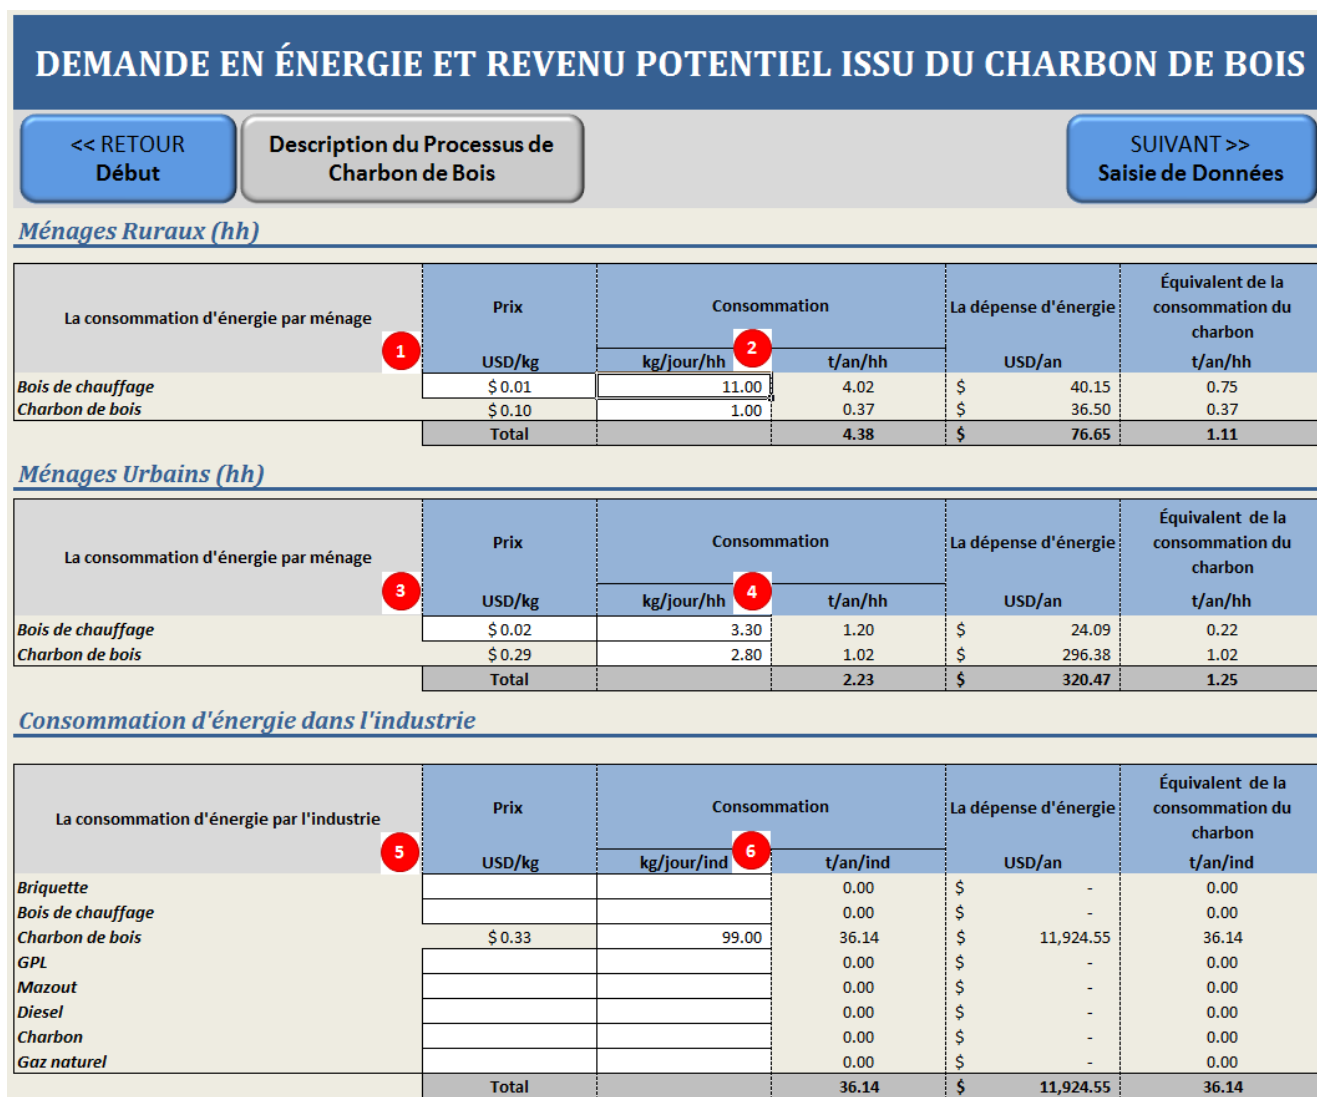 DEMANDE EN ÉNERGIE ET REVENU POTENTIEL ISSU DU CHARBON DE BOIS
<< RETOUR
Début
Description du Processus de
Charbon de Bois
SUIVANT >>
Saisie de Données
Ménages Ruraux (hh)
La consommation d'énergie par ménage
1
Prix
USD/kg
Consommation
2
kg/jour/hh
t/an/hh
La dépense d'énergie
USD/an
Équivalent de la
consommation du
charbon
t/an/hh
Bois de chauffage $ 0.01 11.00 4.02 $ 40.15 0.75
Charbon de bois $ 0.10 1.00 0.37 $ 36.50 0.37
Total 4.38 $ 76.65 1.11
Ménages Urbains (hh)
La consommation d'énergie par ménage
3
Prix
USD/kg
Consommation
4
kg/jour/hh
t/an/hh
La dépense d'énergie
USD/an
Équivalent de la
consommation du
charbon
t/an/hh
Bois de chauffage $ 0.02 3.30 1.20 $ 24.09 0.22
Charbon de bois $ 0.29 2.80 1.02 $ 296.38 1.02
Total 2.23 $ 320.47 1.25
Consommation d'énergie dans l'industrie
La consommation d'énergie par l'industrie
5
Prix
USD/kg
Consommation
6
kg/jour/ind
t/an/ind
La dépense d'énergie
USD/an
Équivalent de la
consommation du
charbon
t/an/ind
Briquette 0.00 $ - 0.00
Bois de chauffage 0.00 $ - 0.00
Charbon de bois $ 0.33 99.00 36.14 $ 11,924.55 36.14
GPL 0.00 $ - 0.00
Mazout 0.00 $ - 0.00
Diesel 0.00 $ - 0.00
Charbon 0.00 $ - 0.00
Gaz naturel 0.00 $ - 0.00
Total 36.14 $ 11,924.55 36.14